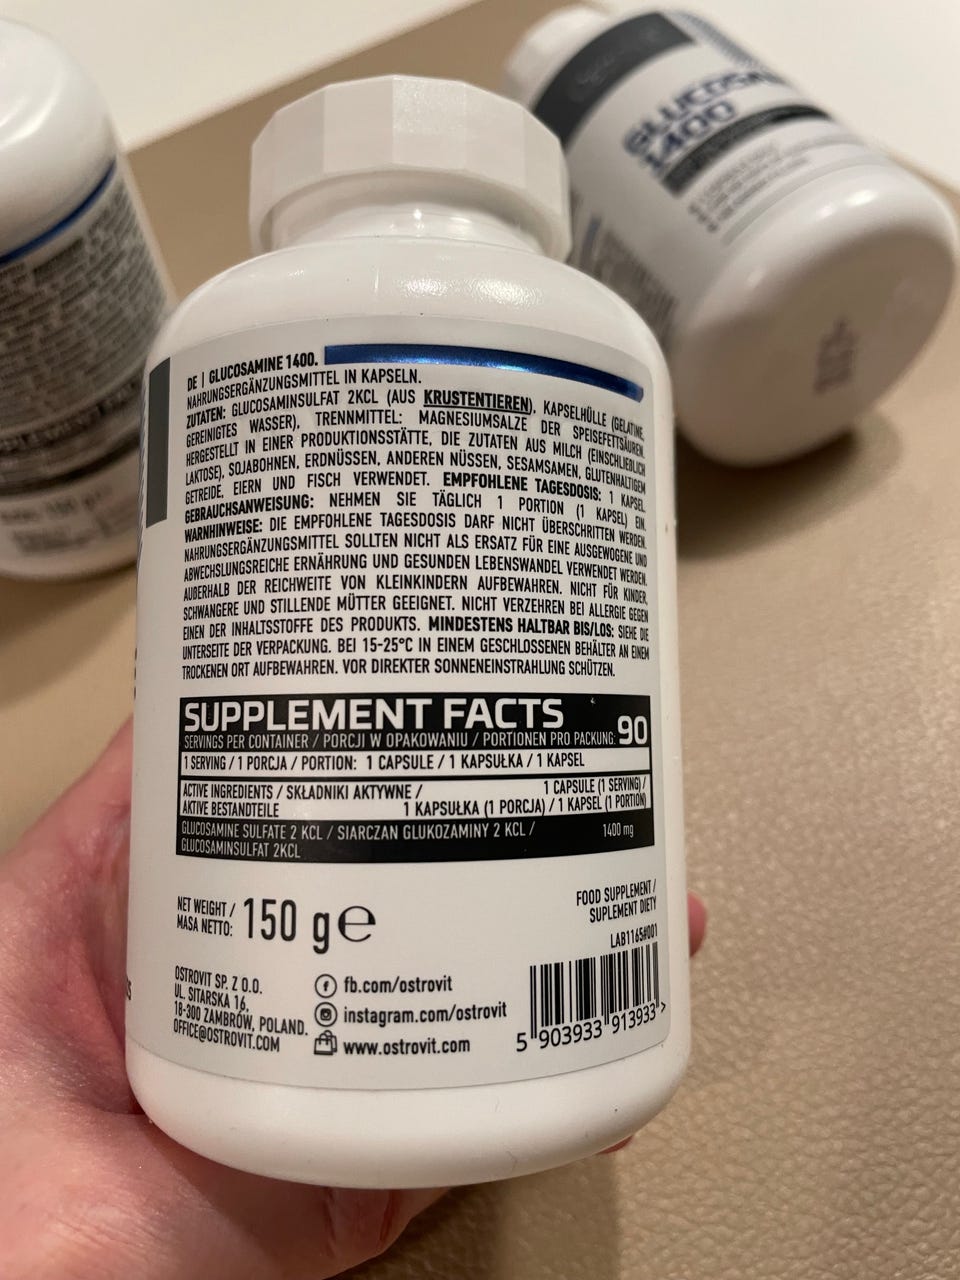 GLUCOSA
1400
DE | GLUCOSAMINE 1400.
NAHRUNGSERGÄNZUNGSMITTEL IN KAPSELN.
ZUTATEN: GLUCOSAMINSULFAT 2KCL (AUS KRUSTENTIEREN), KAPSELHÜLLE (GELATINE,
GEREINIGTES WASSER), TRENNMITTEL: MAGNESIUMSALZE DER SPEISEFETTSÄUREN.
HERGESTELLT IN EINER PRODUKTIONSSTÄTTE, DIE ZUTATEN AUS MILCH (EINSCHLIEßLICH
LAKTOSE), SOJABOHNEN, ERDNÜSSEN, ANDEREN NÜSSEN, SESAMSAMEN, GLUTENHALTIGEM
GETREIDE, EIERN UND FISCH VERWENDET. EMPFOHLENE TAGESDOSIS: 1 KAPSEL.
GEBRAUCHSANWEISUNG: NEHMEN SIE TÄGLICH 1 PORTION (1 KAPSEL) EIN.
WARNHINWEISE: DIE EMPFOHLENE TAGESDOSIS DARF NICHT ÜBERSCHRITTEN WERDEN.
NAHRUNGSERGÄNZUNGSMITTEL SOLLTEN NICHT ALS ERSATZ FÜR EINE AUSGEWOGENE UND
ABWECHSLUNGSREICHE ERNÄHRUNG UND GESUNDEN LEBENSWANDEL VERWENDET WERDEN.
AUßERHALB DER REICHWEITE VON KLEINKINDERN AUFBEWAHREN. NICHT FÜR KINDER,
SCHWANGERE UND STILLENDE MÜTTER GEEIGNET. NICHT VERZEHREN BEI ALLERGIE GEGEN
EINEN DER INHALTSSTOFFE DES PRODUKTS. MINDESTENS HALTBAR BIS/LOS: SIEHE DIE
UNTERSEITE DER VERPACKUNG. BEI 15-25°C IN EINEM GESCHLOSSENEN BEHÄLTER AN EINEM
TROCKENEN ORT AUFBEWAHREN. VOR DIREKTER SONNENEINSTRAHLUNG SCHÜTZEN.
SUPPLEMENT FACTS
SERVINGS PER CONTAINER / PORCJI W OPAKOWANIU / PORTIONEN PRO PACKUNG: 90
1 SERVING / 1 PORCJA / PORTION: 1 CAPSULE / 1 KAPSUŁKA / 1 KAPSEL
ACTIVE INGREDIENTS / SKŁADNIKI AKTYWNE / 1 CAPSULE (1 SERVING) /
AKTIVE BESTANDTEILE 1 KAPSUŁKA (1 PORCJA) / 1 KAPSEL (1 PORTION)
GLUCOSAMINE SULFATE 2 KCL / SIARCZAN GLUKOZAMINY 2 KCL / 1400 mg
GLUCOSAMINSULFAT 2KCL
NET WEIGHT /
MASA NETTO: 150 g e
FOOD SUPPLEMENT /
SUPLEMENT DIETY
LAB1165#001
OSTROVIT SP. Z O.O.
UL. SITARSKA 16,
18-300 ZAMBRÓW, POLAND.
OFFICE@OSTROVIT.COM
fb.com/ostrovit
instagram.com/ostrovit
www.ostrovit.com
5 903933 913933 >